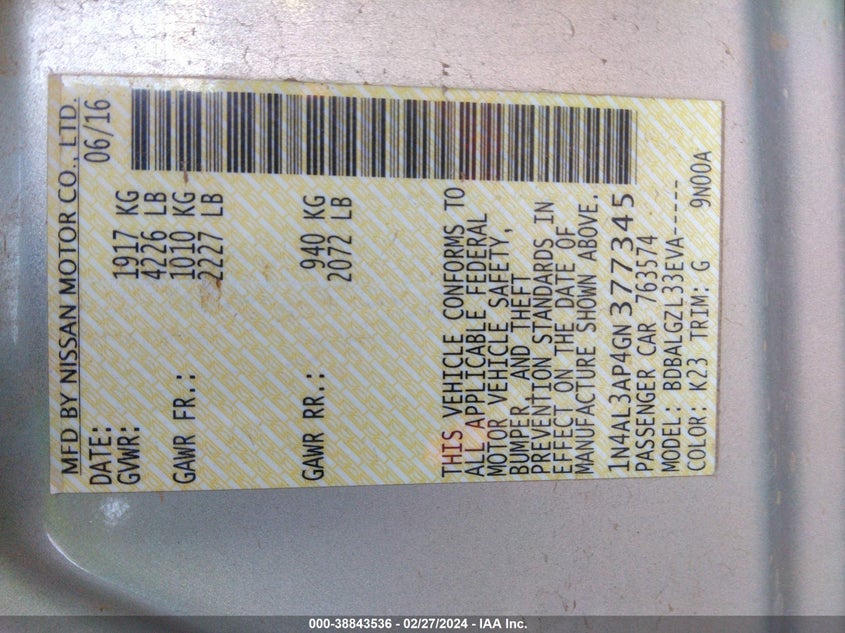 MFD BY NISSAN MOTOR CO., LTD.
DATE: 06/16
GVWR: 1917 KG
4226 LB
GAWR FR.: 1010 KG
2227 LB
GAWR RR.: 940 KG
2072 LB
THIS VEHICLE CONFORMS TO
ALL APPLICABLE FEDERAL
MOTOR VEHICLE SAFETY,
BUMPER, AND THEFT
PREVENTION STANDARDS IN
EFFECT ON THE DATE OF
MANUFACTURE SHOWN ABOVE.
1N4AL3AP4GN377345
PASSENGER CAR 763574
MODEL: BDBALGZL33EVA-----
COLOR: K23 TRIM: G 9N00A
000-38843536 - 02/27/2024 - IAA Inc.